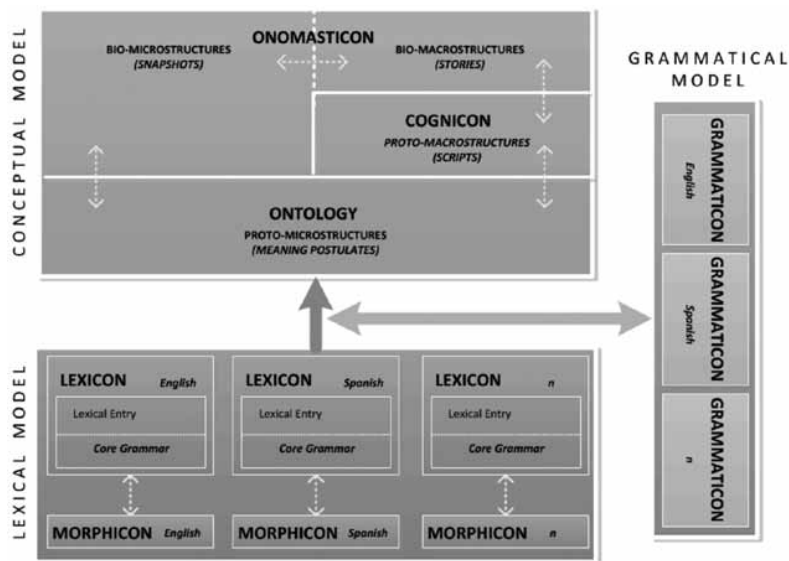 CONCEPTUAL MODEL
ONOMASTICON
BIO-MICROSTRUCTURES
(SNAPSHOTS)
BIO-MACROSTRUCTURES
(STORIES)
COGNICON
PROTO-MACROSTRUCTURES
(SCRIPTS)
ONTOLOGY
PROTO-MICROSTRUCTURES
(MEANING POSTULATES)
GRAMMATICAL
MODEL
GRAMMATICON
English
GRAMMATICON
Spanish
GRAMMATICON
n
LEXICAL MODEL
LEXICON English
Lexical Entry
Core Grammar
MORPHICON English
LEXICON Spanish
Lexical Entry
Core Grammar
MORPHICON Spanish
LEXICON n
Lexical Entry
Core Grammar
MORPHICON n